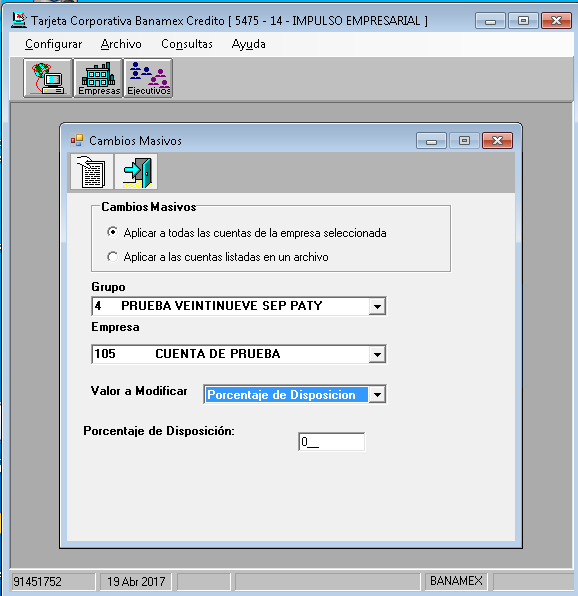 Tarjeta Corporativa Banamex Credito [ 5475 - 14 - IMPULSO EMPRESARIAL ]
Configurar Archivo Consultas Ayuda
Empresas Ejecutivos
Cambios Masivos
Cambios Masivos
Aplicar a todas las cuentas de la empresa seleccionada
Aplicar a las cuentas listadas en un archivo
Grupo
4 PRUEBA VEINTINUEVE SEP PATY
Empresa
105 CUENTA DE PRUEBA
Valor a Modificar Porcentaje de Disposicion
Porcentaje de Disposición: 0__
91451752 19 Abr 2017 BANAMEX